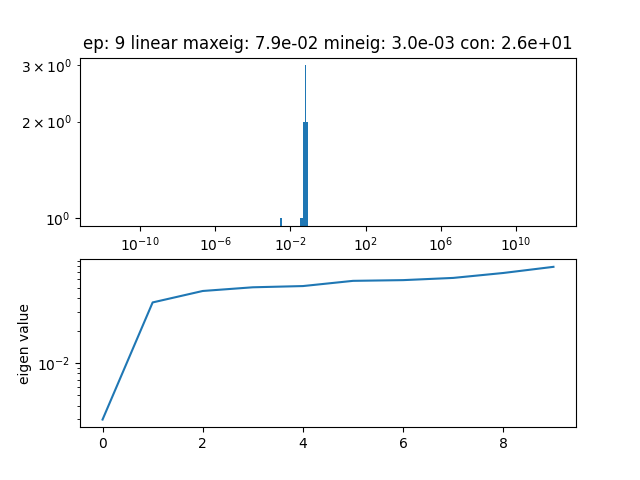 ep: 9 linear maxeig: 7.9e-02 mineig: 3.0e-03 con: 2.6e+01
3 × 10⁰
2 × 10⁰
10⁰
10⁻¹⁰ 10⁻⁶ 10⁻² 10² 10⁶ 10¹⁰
eigen value
10⁻²
0 2 4 6 8